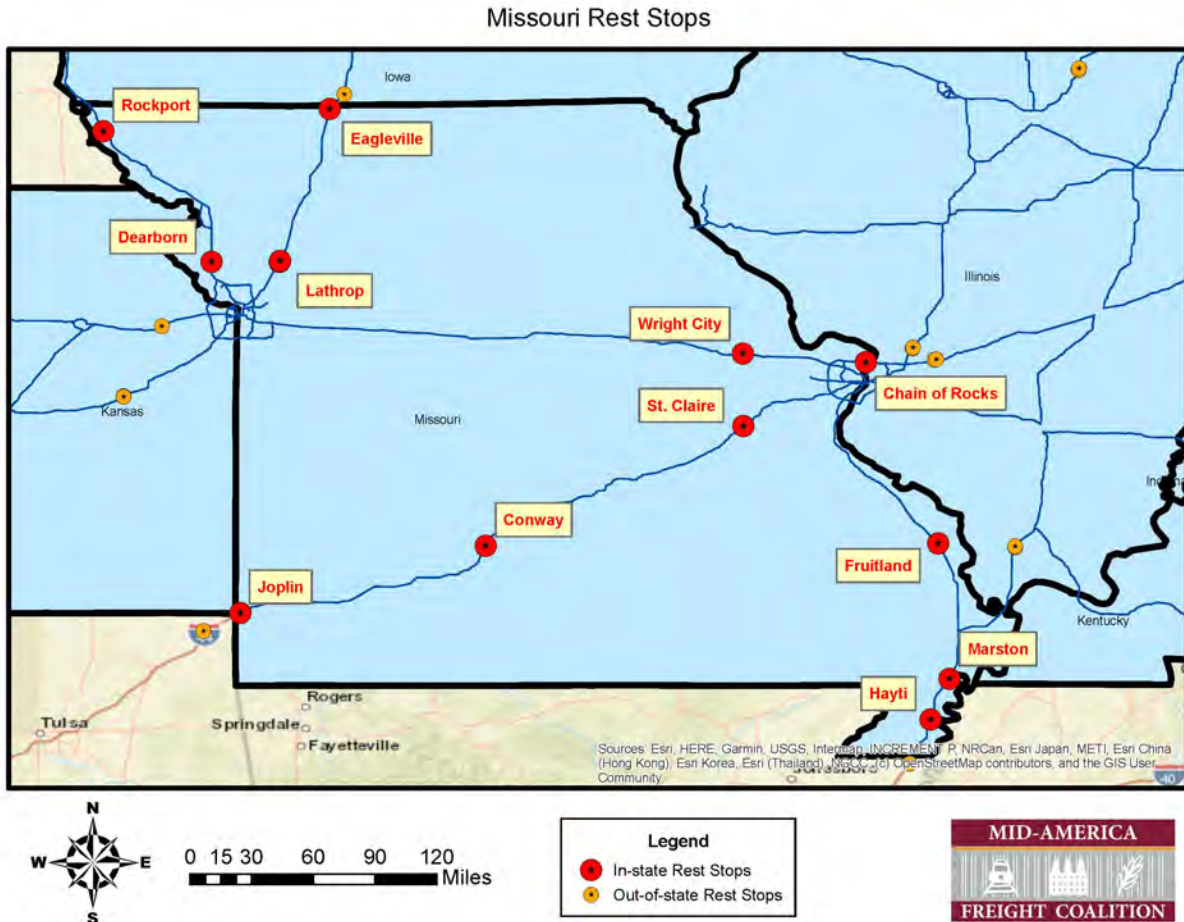 Missouri Rest Stops
Iowa
Rockport
Eagleville
Dearborn
Lathrop
Illinois
Wright City
Chain of Rocks
St. Claire
Kansas
Missouri
Conway
Fruitland
Joplin
Kentucky
Marston
Hayti
Rogers
Tulsa
Springdale
Fayetteville
Sources: Esri, HERE, Garmin, USGS, Intermap, INCREMENT P, NRCan, Esri Japan, METI, Esri China
(Hong Kong), Esri Korea, Esri (Thailand), NGCC, (c) OpenStreetMap contributors, and the GIS User
Community
40
N
W E
S
0 15 30 60 90 120
Miles
Legend
In-state Rest Stops
Out-of-state Rest Stops
MID-AMERICA
FREIGHT COALITION